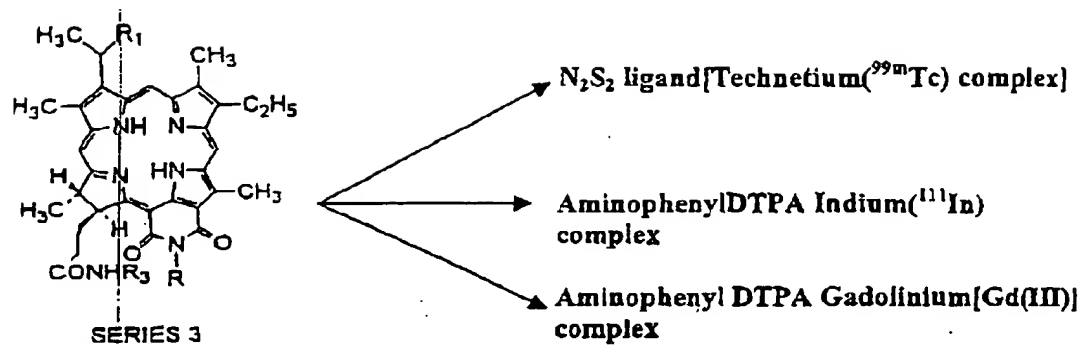 H₃C R₁
CH₃
H₃C
C₂H₅
NH N
H N HN
H₃C CH₃
H
O N O
CONHR₃ R
SERIES 3
N₂S₂ ligand[Technetium(⁹⁹ᵐTc) complex]
AminophenylDTPA Indium(¹¹¹In)
complex
Aminophenyl DTPA Gadolinium[Gd(III)]
complex